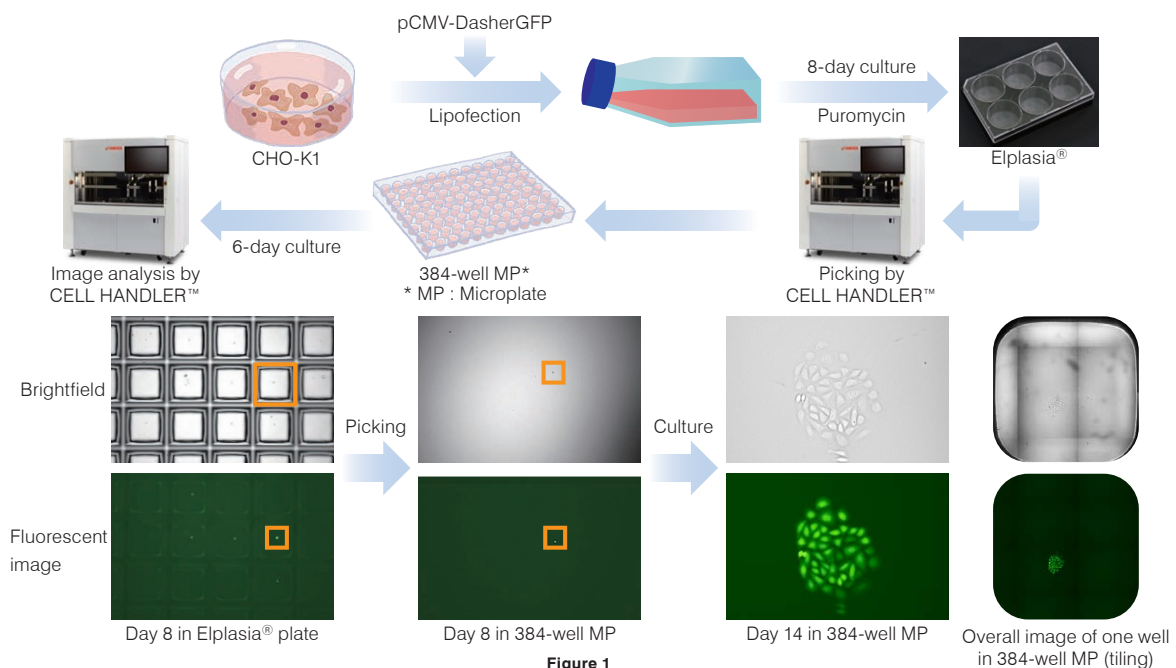 pCMV-DasherGFP
Lipofection
8-day culture
Puromycin
CHO-K1
Elplasia®
6-day culture
Image analysis by
CELL HANDLER™
384-well MP*
* MP : Microplate
Picking by
CELL HANDLER™
Brightfield
Picking
Culture
Fluorescent
image
Day 8 in Elplasia® plate
Day 8 in 384-well MP
Day 14 in 384-well MP
Overall image of one well
in 384-well MP (tiling)
Figure 1